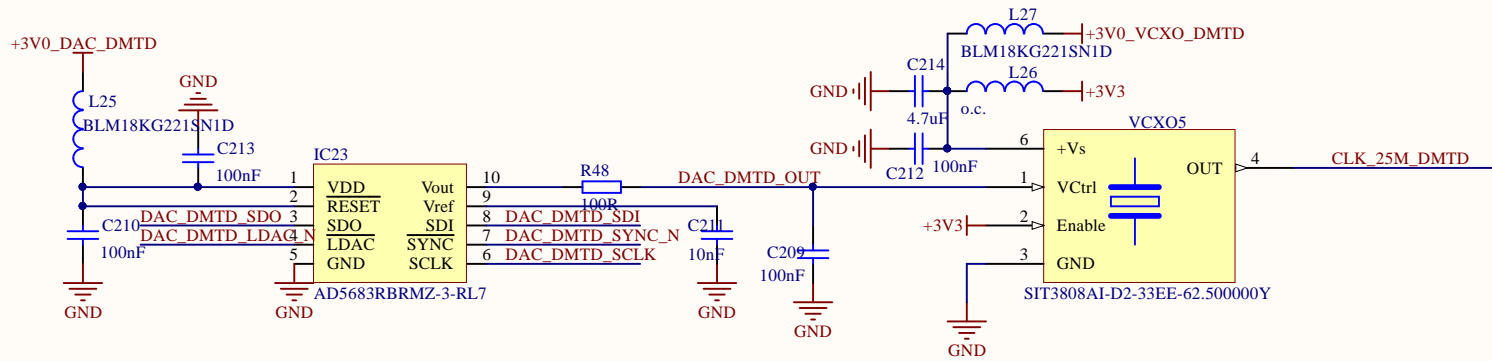 L27
+3V0_VCXO_DMTD
BLM18KG221SN1D
+3V0_DAC_DMTD
C214
L26
GND
GND
+3V3
L25
o.c.
4.7uF
BLM18KG221SN1D
VCXO5
C213
GND
6
+Vs
IC23
C212
100nF
OUT
4
CLK_25M_DMTD
100nF
R48
1
VDD
Vout
10
DAC_DMTD_OUT
1
VCtrl
2
RESET
Vref
9
100R
C210
DAC_DMTD_SDO
3
SDO
SDI
8
DAC_DMTD_SDI
C211
+3V3
2
Enable
100nF
DAC_DMTD_LDAC_N
4
LDAC
SYNC
7
DAC_DMTD_SYNC_N
10nF
C209
5
GND
SCLK
6
DAC_DMTD_SCLK
100nF
3
GND
AD5683RBRMZ-3-RL7
SIT3808AI-D2-33EE-62.500000Y
GND
GND
GND
GND
GND